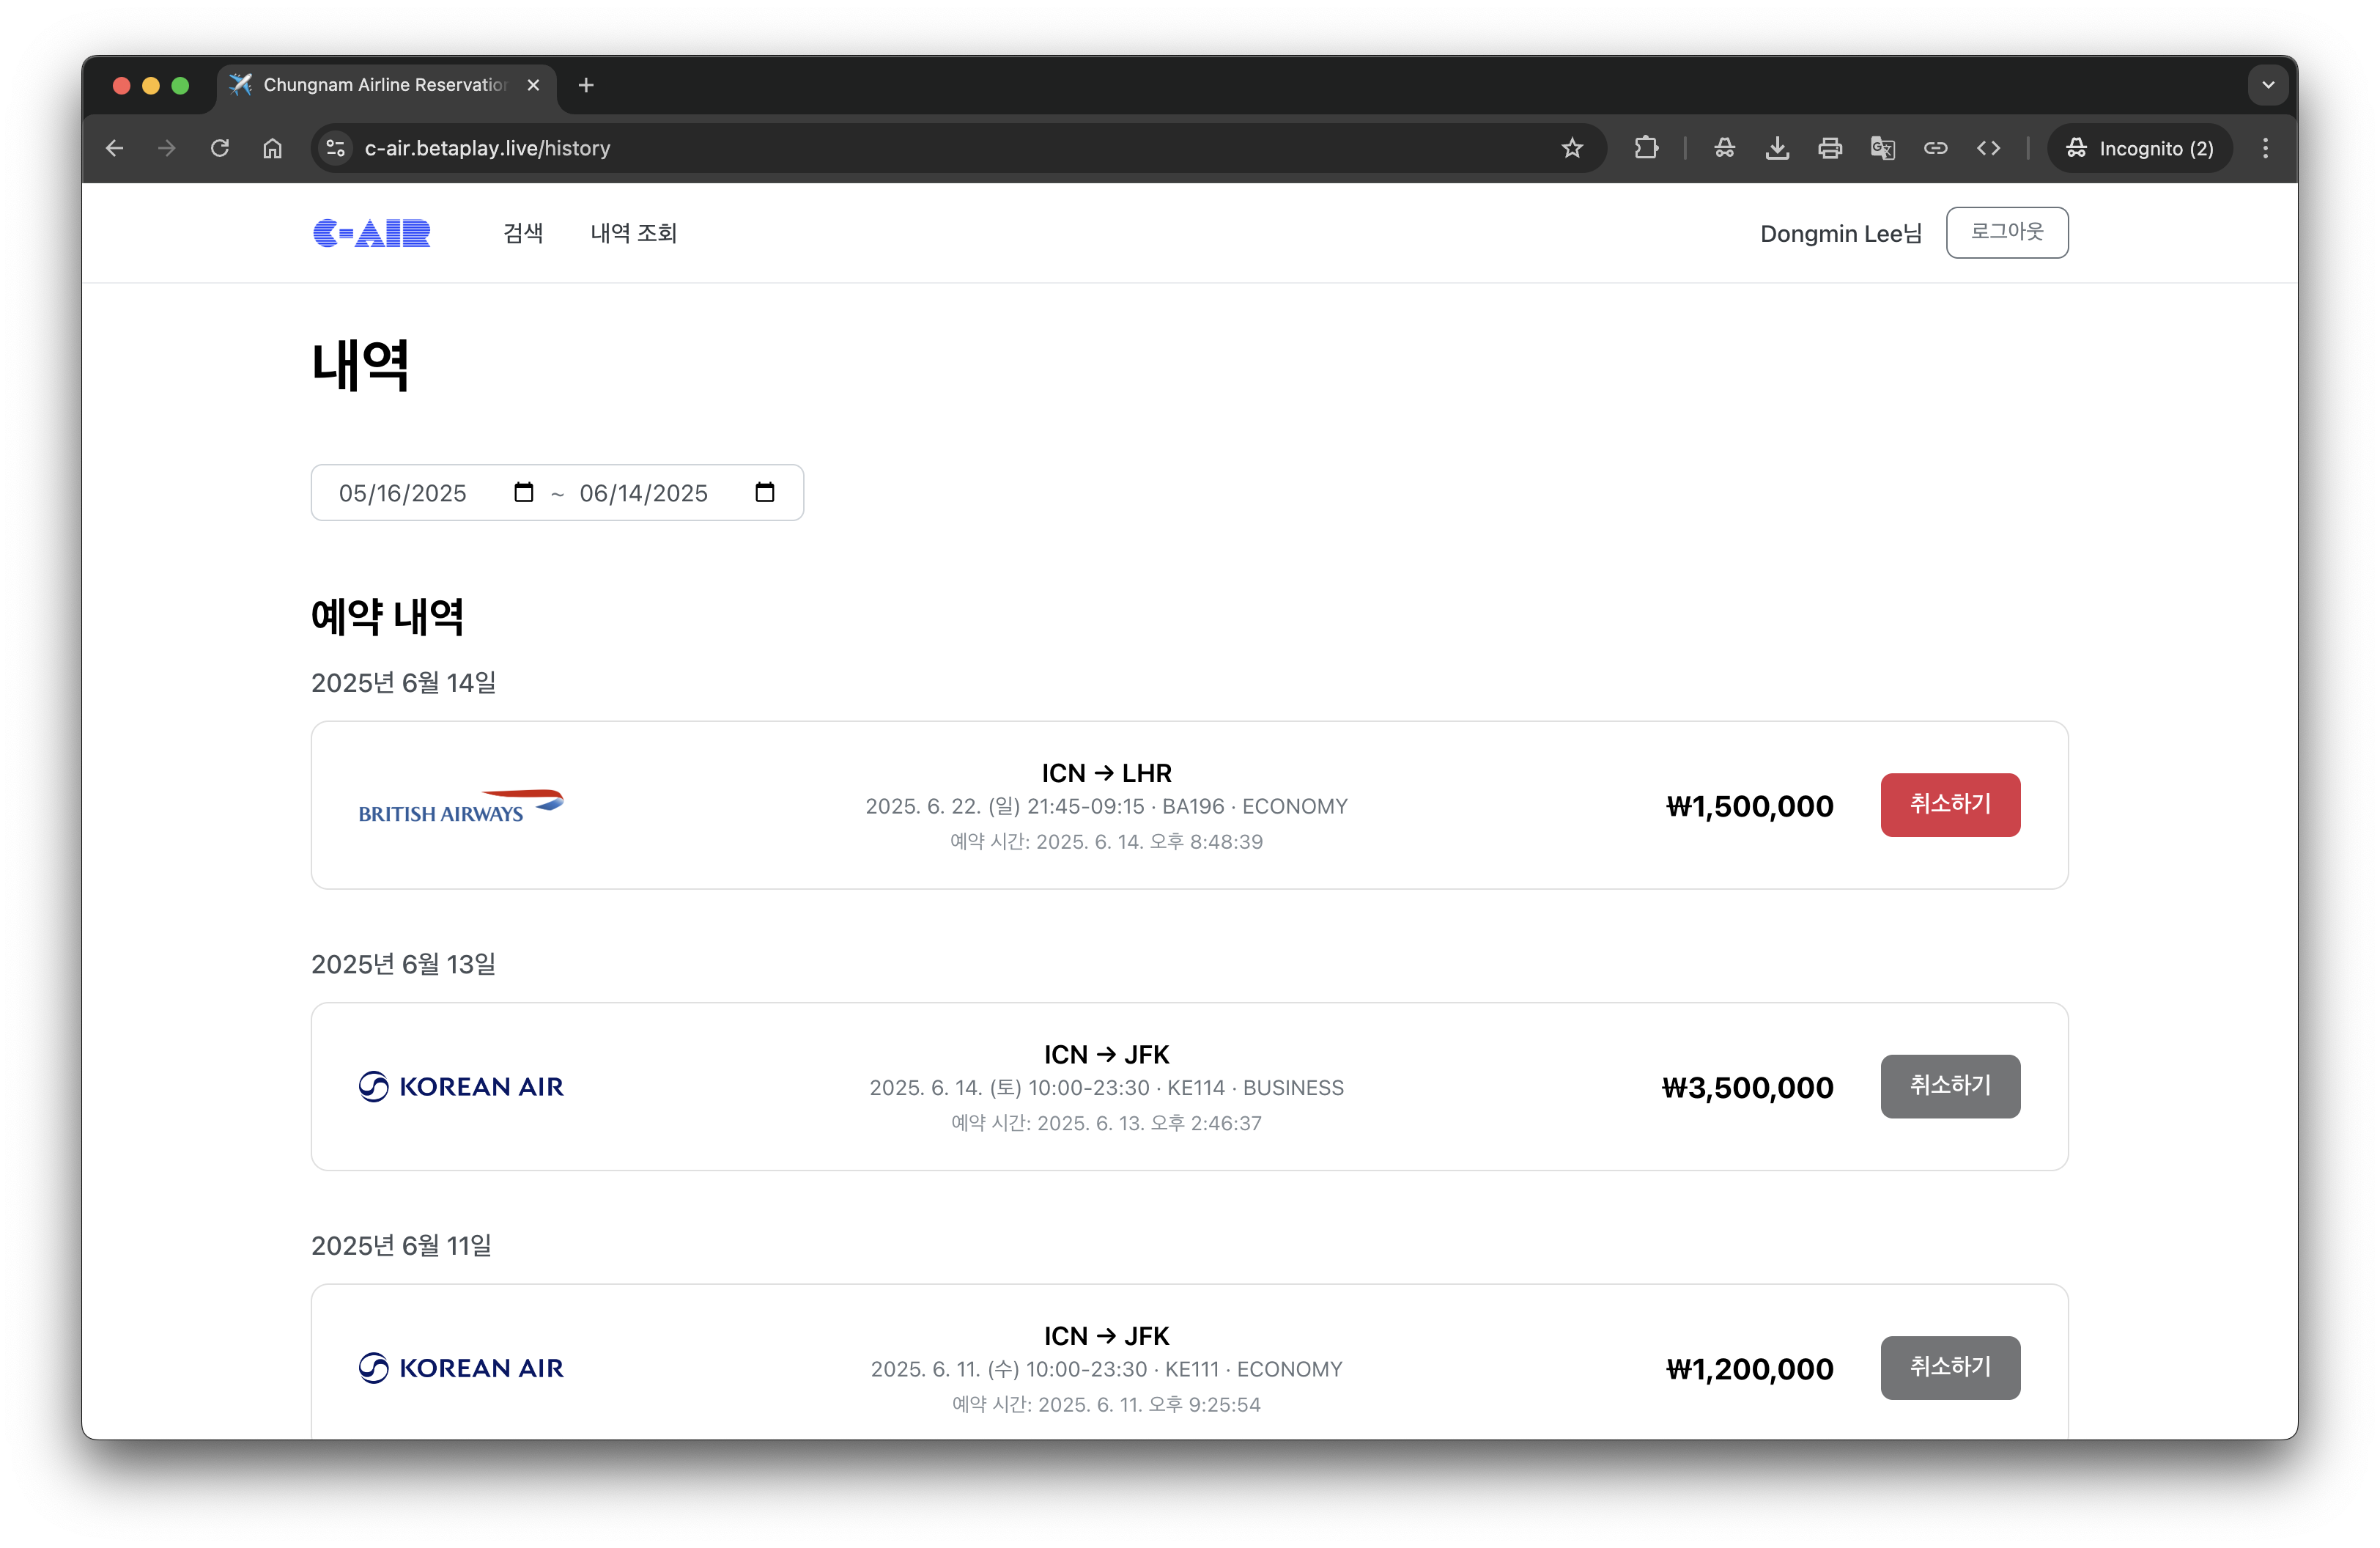 Chungnam Airline Reservation
c-air.betaplay.live/history
Incognito (2)
C-AIR
검색
내역 조회
Dongmin Lee님
로그아웃
내역
05/16/2025 ~ 06/14/2025
예약 내역
2025년 6월 14일
BRITISH AIRWAYS
ICN → LHR
2025. 6. 22. (일) 21:45-09:15 · BA196 · ECONOMY
예약 시간: 2025. 6. 14. 오후 8:48:39
₩1,500,000
취소하기
2025년 6월 13일
KOREAN AIR
ICN → JFK
2025. 6. 14. (토) 10:00-23:30 · KE114 · BUSINESS
예약 시간: 2025. 6. 13. 오후 2:46:37
₩3,500,000
취소하기
2025년 6월 11일
KOREAN AIR
ICN → JFK
2025. 6. 11. (수) 10:00-23:30 · KE111 · ECONOMY
예약 시간: 2025. 6. 11. 오후 9:25:54
₩1,200,000
취소하기